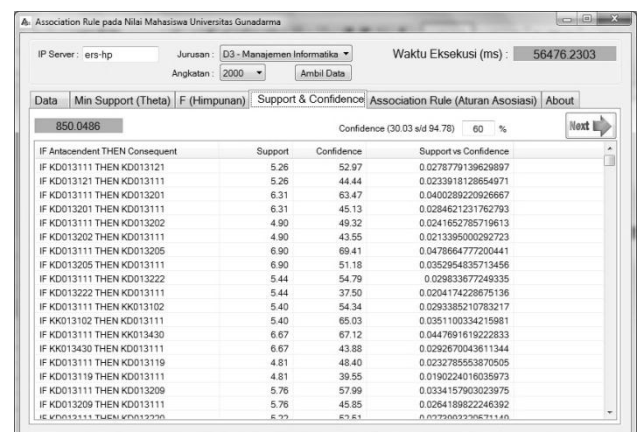 Association Rule pada Nilai Mahasiswa Universitas Gunadarma
IP Server : ers-hp Jurusan : D3 - Manajemen Informatika Waktu Eksekusi (ms) : 56476.2303
Angkatan : 2000 Ambil Data
Data Min Support (Theta) F (Himpunan) Support & Confidence Association Rule (Aturan Asosiasi) About
850.0486 Confidence (30.03 s/d 94.78) 60 % Next
IF Antascendent THEN Consequent Support Confidence Support vs Confidence
IF KD013111 THEN KD013121 5.26 52.97 0.0278779139629897
IF KD013121 THEN KD013111 5.26 44.44 0.0233918128654971
IF KD013111 THEN KD013201 6.31 63.47 0.0400289220926667
IF KD013201 THEN KD013111 6.31 45.13 0.0284621231762793
IF KD013111 THEN KD013202 4.90 49.32 0.0241652785719613
IF KD013202 THEN KD013111 4.90 43.55 0.0213395000292723
IF KD013111 THEN KD013205 6.90 69.41 0.0478664777200441
IF KD013205 THEN KD013111 6.90 51.18 0.0352954835713456
IF KD013111 THEN KD013222 5.44 54.79 0.029833677249335
IF KD013222 THEN KD013111 5.44 37.50 0.0204174228675136
IF KD013111 THEN KK013102 5.40 54.34 0.0293385210783217
IF KK013102 THEN KD013111 5.40 65.03 0.0351100334215981
IF KD013111 THEN KK013430 6.67 67.12 0.0447691619222833
IF KK013430 THEN KD013111 6.67 43.88 0.0292670043611344
IF KD013111 THEN KD013119 4.81 48.40 0.0232785553870505
IF KD013119 THEN KD013111 4.81 39.55 0.0190224016035973
IF KD013111 THEN KD013209 5.76 57.99 0.0334157903023975
IF KD013209 THEN KD013111 5.76 45.85 0.0264189822246392
IF KD013111 THEN KD013220 5.22 52.51